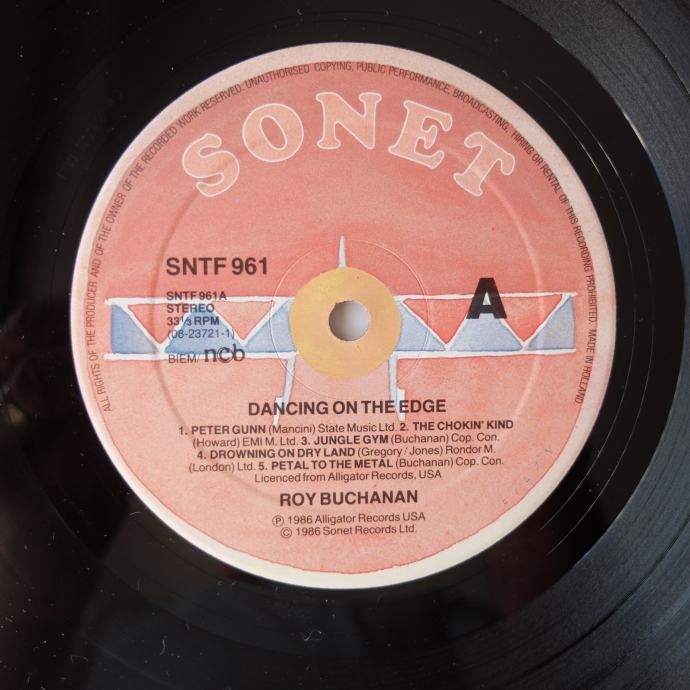 ALL RIGHTS OF THE PRODUCER AND OF THE OWNER OF THE RECORDED WORK RESERVED. UNAUTHORISED COPYING, PUBLIC PERFORMANCE, BROADCASTING, HIRING OR RENTAL OF THIS RECORDING PROHIBITED. MADE IN HOLLAND
SONET
SNTF 961
SNTF 961A
STEREO
33⅓ RPM
(08-23721-1)
BIEM/ncb
A
DANCING ON THE EDGE
1. PETER GUNN (Mancini) State Music Ltd. 2. THE CHOKIN' KIND
(Howard) EMI M. Ltd. 3. JUNGLE GYM (Buchanan) Cop. Con.
4. DROWNING ON DRY LAND (Gregory/Jones) Rondor M.
(London) Ltd. 5. PETAL TO THE METAL (Buchanan) Cop. Con.
Licenced from Alligator Records, USA
ROY BUCHANAN
Ⓟ 1986 Alligator Records USA
© 1986 Sonet Records Ltd.